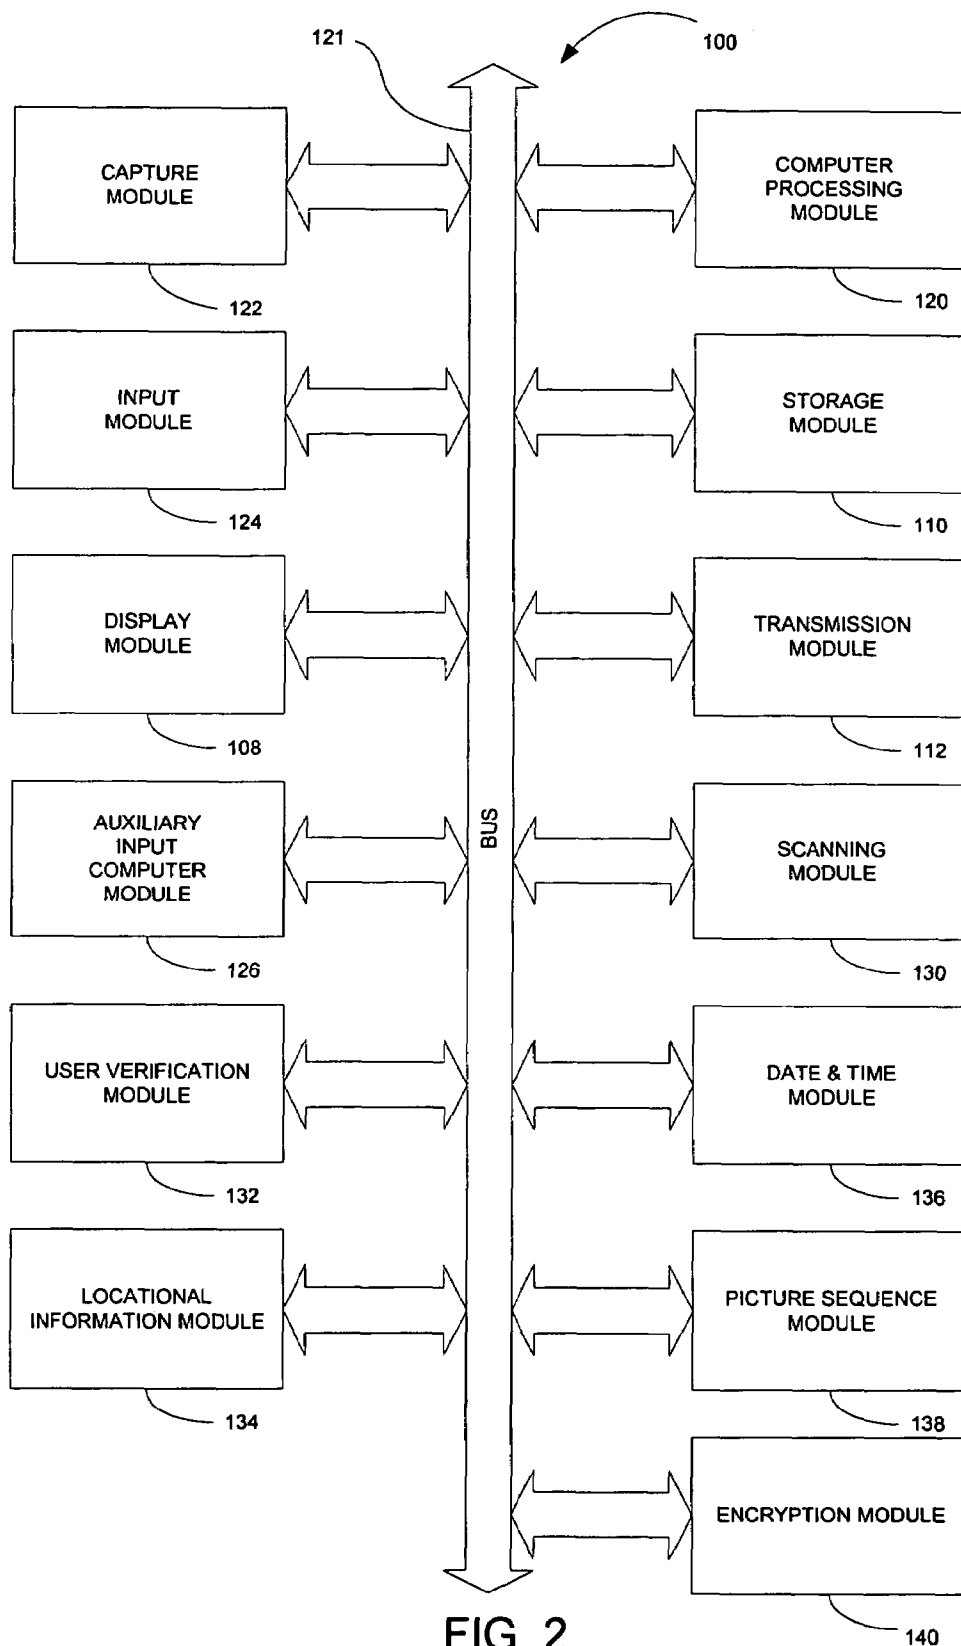 121
100
CAPTURE
MODULE
122
COMPUTER
PROCESSING
MODULE
120
INPUT
MODULE
124
STORAGE
MODULE
110
DISPLAY
MODULE
108
TRANSMISSION
MODULE
112
BUS
AUXILIARY
INPUT
COMPUTER
MODULE
126
SCANNING
MODULE
130
USER VERIFICATION
MODULE
132
DATE & TIME
MODULE
136
LOCATIONAL
INFORMATION MODULE
134
PICTURE SEQUENCE
MODULE
138
ENCRYPTION MODULE
140
FIG. 2